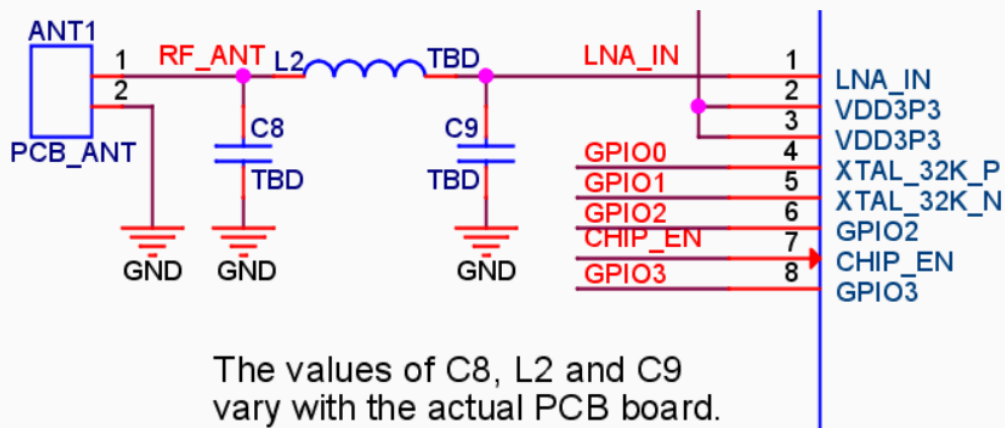 ANT1
1
RF_ANT
L2
TBD
LNA_IN
1
LNA_IN
2
2
VDD3P3
3
VDD3P3
C8
C9
PCB_ANT
GPIO0
4
XTAL_32K_P
TBD
TBD
GPIO1
5
XTAL_32K_N
GPIO2
6
GPIO2
CHIP_EN
7
CHIP_EN
GND
GND
GND
GPIO3
8
GPIO3
The values of C8, L2 and C9
vary with the actual PCB board.